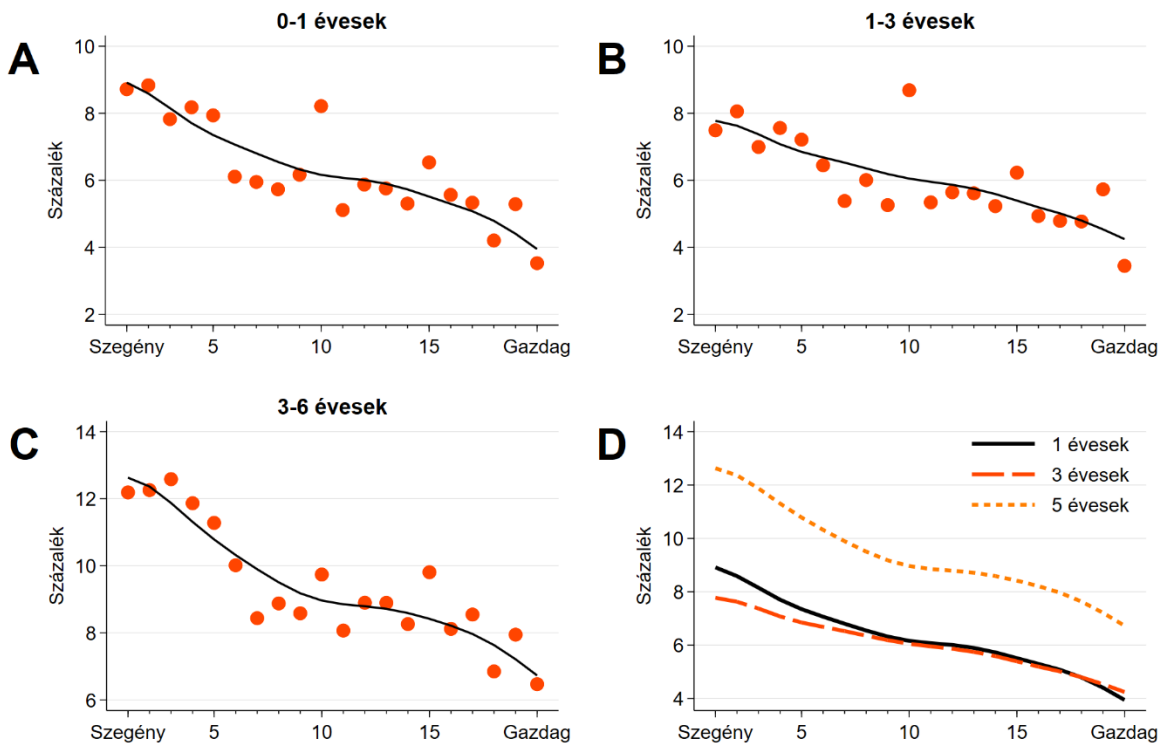 A
0-1 évesek
Százalék
10
8
6
4
2
Szegény 5 10 15 Gazdag
B
1-3 évesek
Százalék
10
8
6
4
2
Szegény 5 10 15 Gazdag
C
3-6 évesek
Százalék
14
12
10
8
6
Szegény 5 10 15 Gazdag
D
Százalék
14
12
10
8
6
4
1 évesek
3 évesek
5 évesek
Szegény 5 10 15 Gazdag